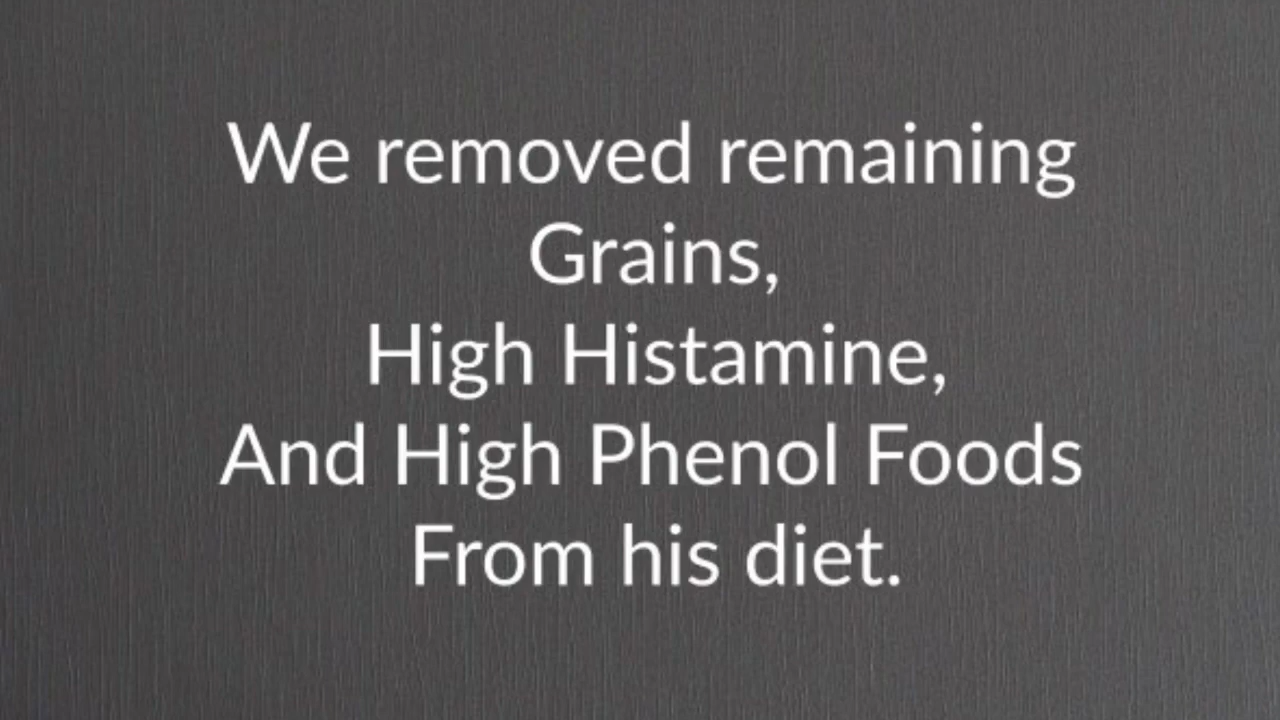 We removed remaining
Grains,
High Histamine,
And High Phenol Foods
From his diet.